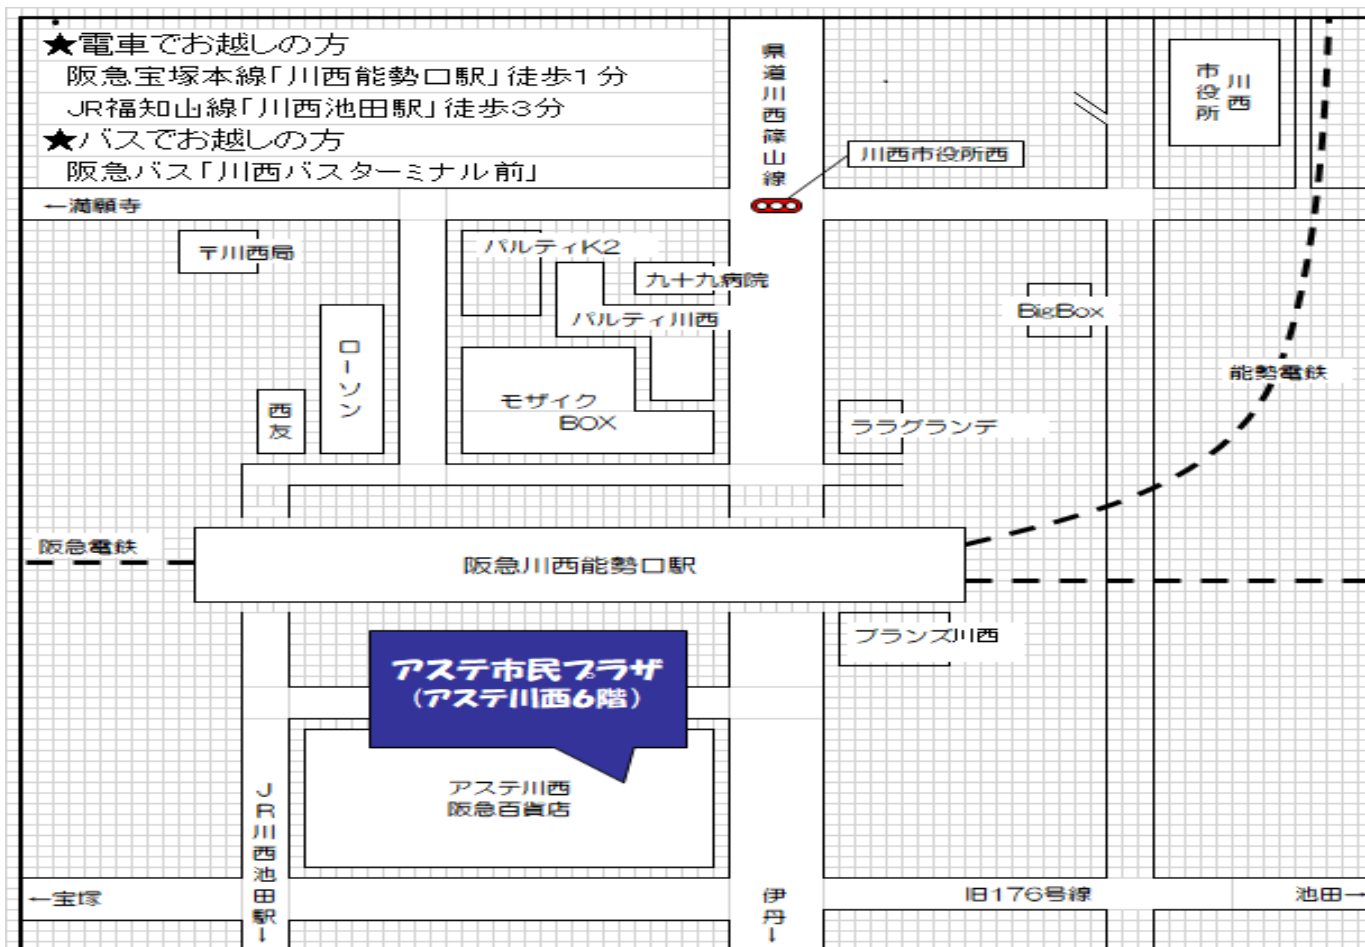 ★電車でお越しの方
阪急宝塚本線「川西能勢口駅」徒歩1分
JR福知山線「川西池田駅」徒歩3分
★バスでお越しの方
阪急バス「川西バスターミナル前」
県道川西篠山線
川西市役所
川西市役所西
←満願寺
〒川西局
パルティK2
九十九病院
パルティ川西
BigBox
ローソン
西友
モザイク
BOX
ララグランデ
能勢電鉄
阪急電鉄
阪急川西能勢口駅
ブランズ川西
アステ市民プラザ
（アステ川西6階）
アステ川西
阪急百貨店
JR川西池田駅↓
←宝塚
伊丹↓
旧176号線
池田→